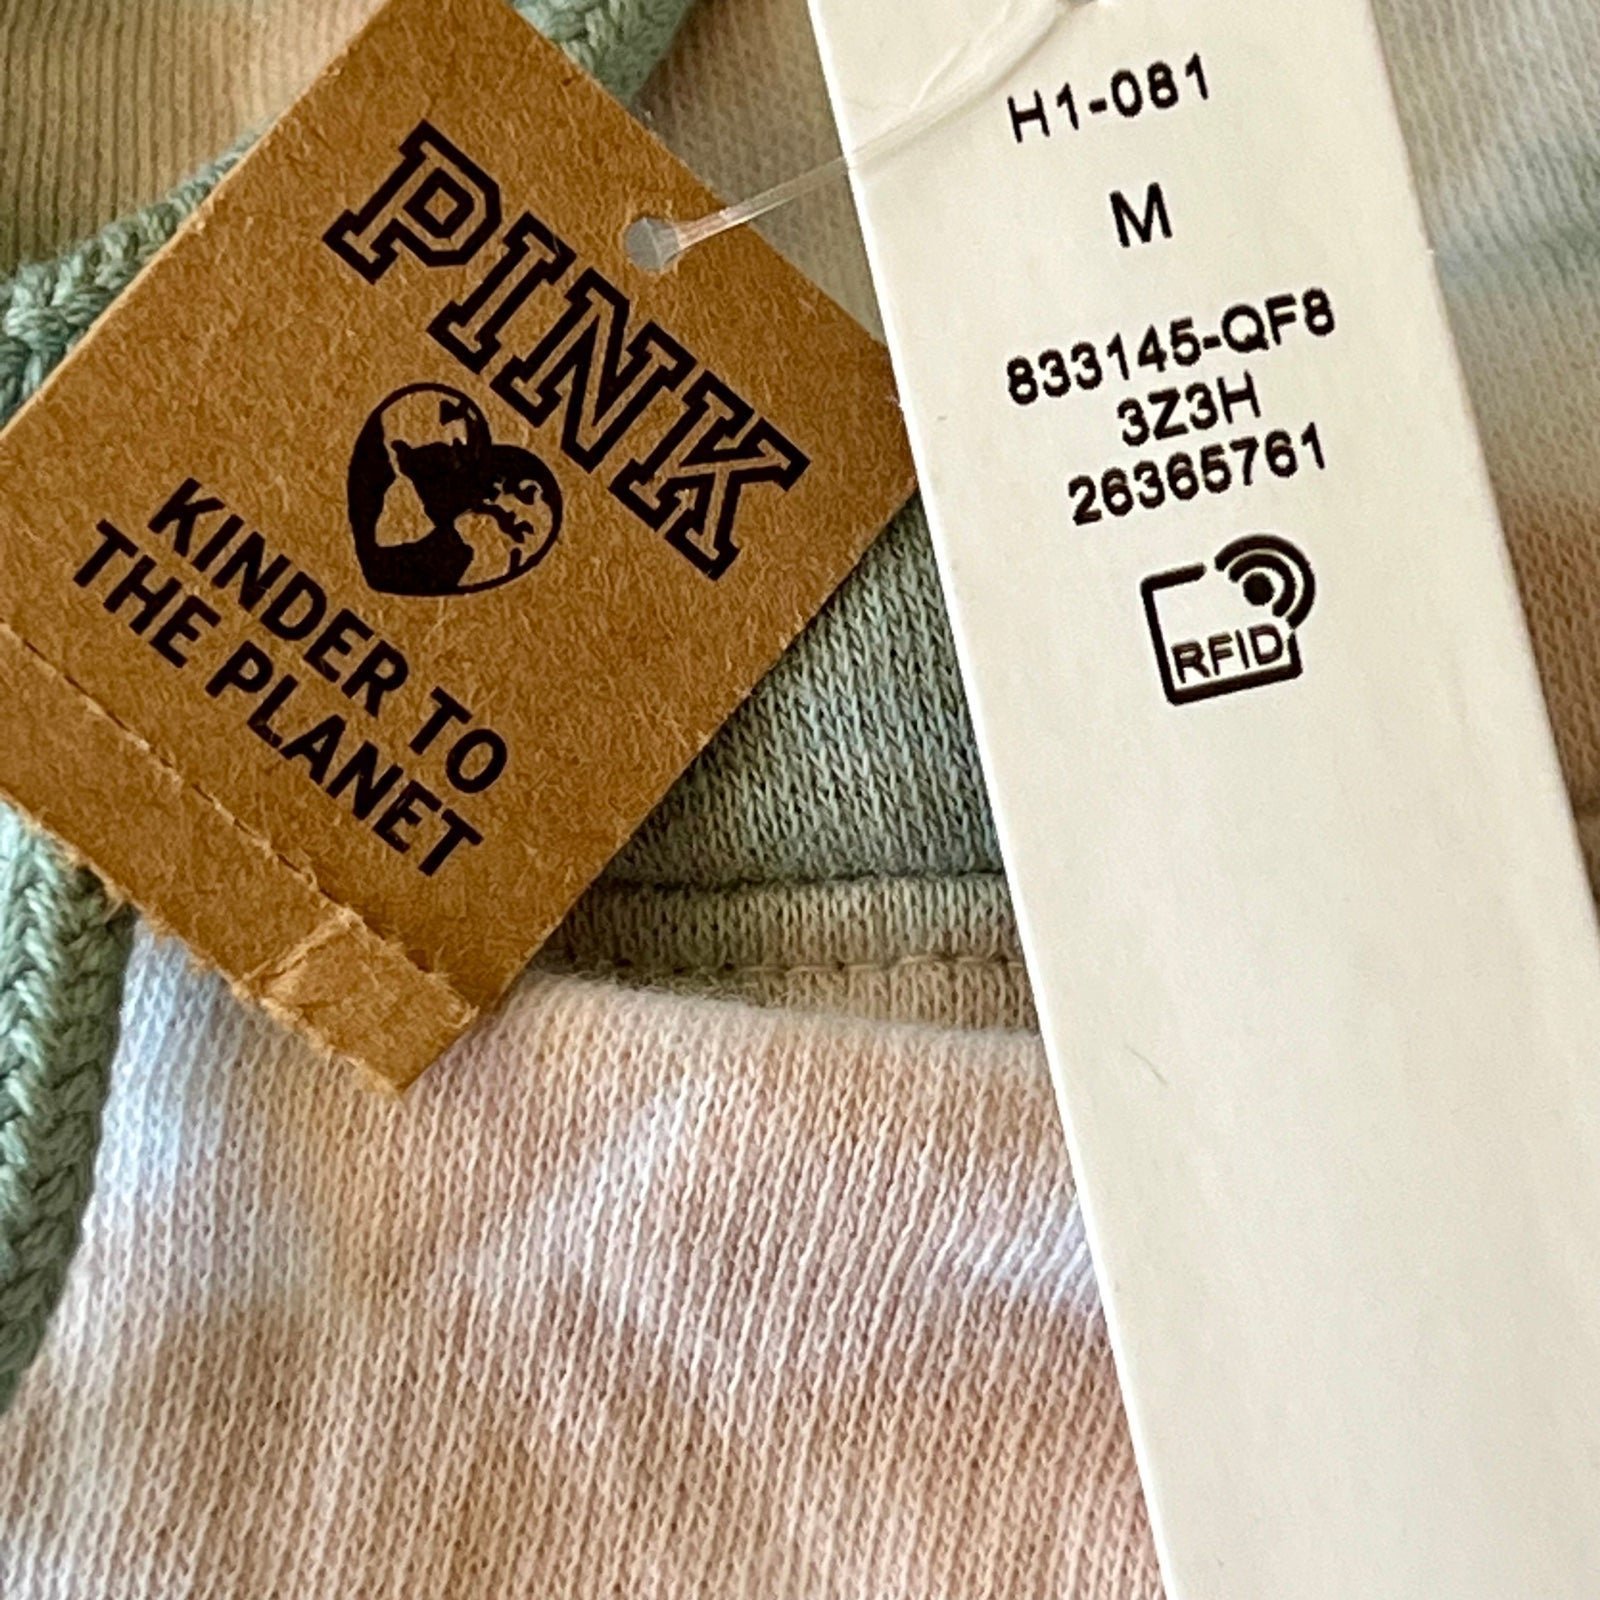 PINK
KINDER TO
THE PLANET
H1-081
M
833145-QF8
3Z3H
26365761
RFID